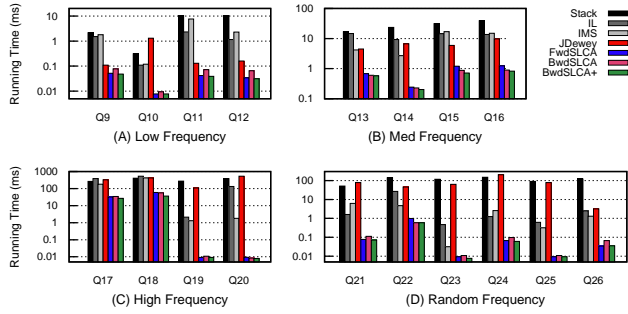 Running Time (ms)
10
1
0.1
0.01
Q9 Q10 Q11 Q12
(A) Low Frequency
100
10
1
0.1
Q13 Q14 Q15 Q16
(B) Med Frequency
Stack
IL
IMS
JDewey
FwdSLCA
BwdSLCA
BwdSLCA+
Running Time (ms)
1000
100
10
1
0.1
0.01
Q17 Q18 Q19 Q20
(C) High Frequency
100
10
1
0.1
0.01
Q21 Q22 Q23 Q24 Q25 Q26
(D) Random Frequency